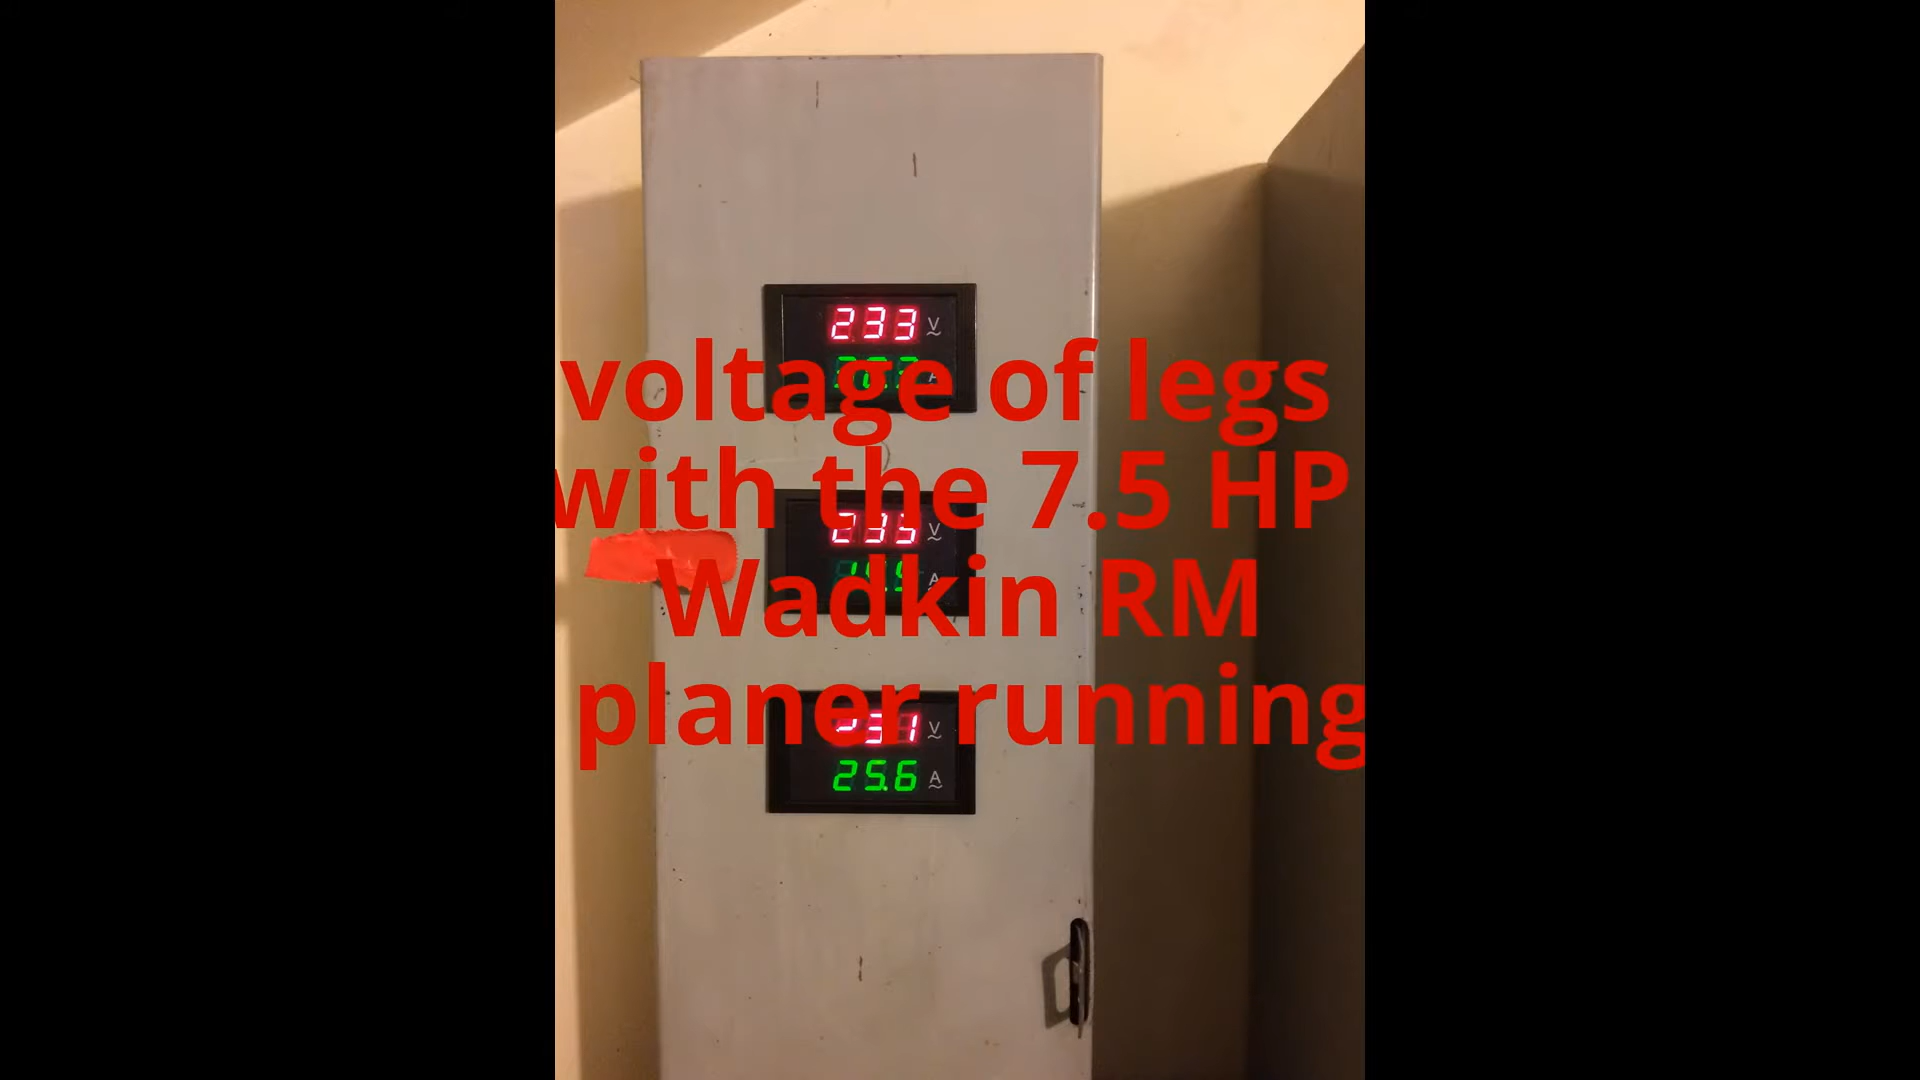 233 V
voltage of legs
with the 7.5 HP
V
A
Wadkin RM
planer running
V
25.6 A